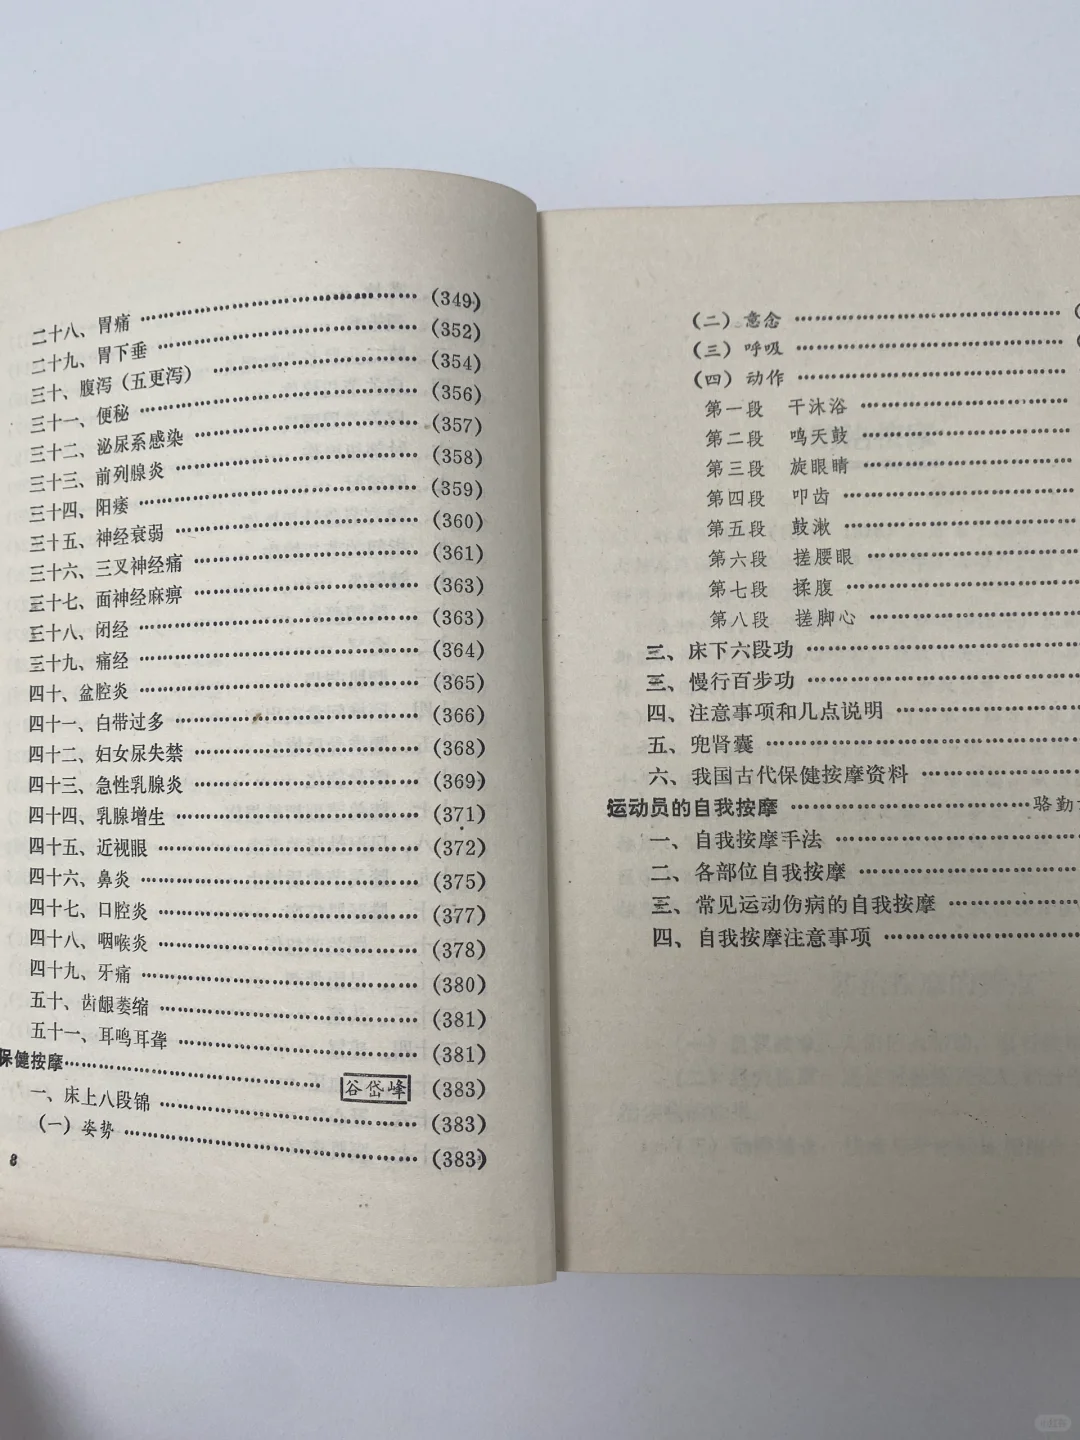 二十八、胃痛 …………………… (349)
二十九、胃下垂 …………………… (352)
三十、腹泻（五更泻） …………………… (354)
三十一、便秘 …………………… (356)
三十二、泌尿系感染 …………………… (357)
三十三、前列腺炎 …………………… (358)
三十四、阳痿 …………………… (359)
三十五、神经衰弱 …………………… (360)
三十六、三叉神经痛 …………………… (361)
三十七、面神经麻痹 …………………… (363)
三十八、闭经 …………………… (363)
三十九、痛经 …………………… (364)
四十、盆腔炎 …………………… (365)
四十一、白带过多 …………………… (366)
四十二、妇女尿失禁 …………………… (368)
四十三、急性乳腺炎 …………………… (369)
四十四、乳腺增生 …………………… (371)
四十五、近视眼 …………………… (372)
四十六、鼻炎 …………………… (375)
四十七、口腔炎 …………………… (377)
四十八、咽喉炎 …………………… (378)
四十九、牙痛 …………………… (380)
五十、齿龈萎缩 …………………… (381)
五十一、耳鸣耳聋 …………………… (381)
保健按摩 …………………… 谷岱峰 (383)
一、床上八段锦 …………………… (383)
（一）姿势 …………………… (383)
8
（二）意念 ……………………
（三）呼吸 ……………………
（四）动作 ……………………
第一段 干沐浴 ……………………
第二段 鸣天鼓 ……………………
第三段 旋眼睛 ……………………
第四段 叩齿 ……………………
第五段 鼓漱 ……………………
第六段 搓腰眼 ……………………
第七段 揉腹 ……………………
第八段 搓脚心 ……………………
三、床下六段功 ……………………
三、慢行百步功 ……………………
四、注意事项和几点说明 ……………………
五、兜肾囊 ……………………
六、我国古代保健按摩资料 ……………………
运动员的自我按摩 …………………… 骆勤
一、自我按摩手法 ……………………
二、各部位自我按摩 ……………………
三、常见运动伤病的自我按摩 ……………………
四、自我按摩注意事项 ……………………
小红书